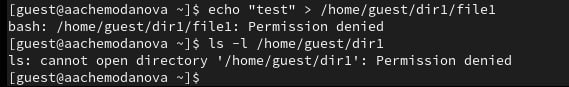 [guest@aachemodanova ~]$ echo "test" > /home/guest/dir1/file1
bash: /home/guest/dir1/file1: Permission denied
[guest@aachemodanova ~]$ ls -l /home/guest/dir1
ls: cannot open directory '/home/guest/dir1': Permission denied
[guest@aachemodanova ~]$